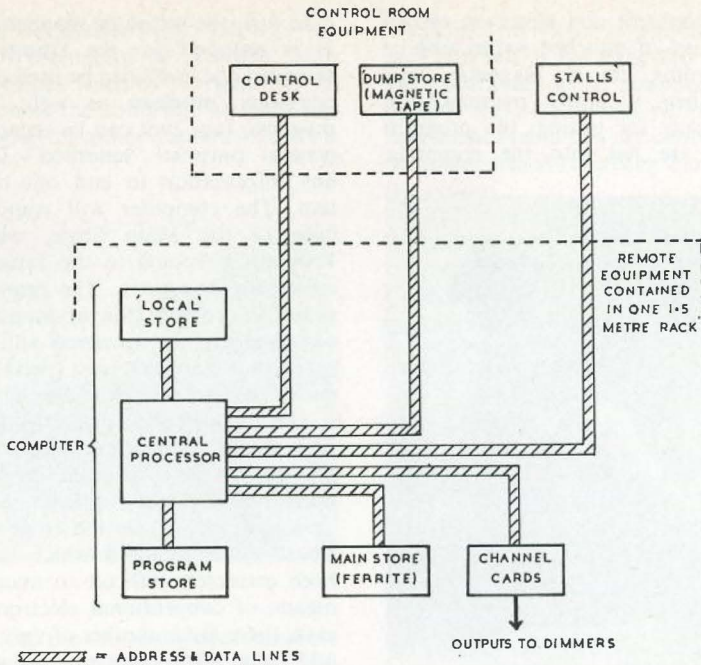 CONTROL ROOM
EQUIPMENT
CONTROL
DESK
'DUMP' STORE
(MAGNETIC
TAPE)
STALLS'
CONTROL
REMOTE
EQUIPMENT
CONTAINED
IN ONE 1·5
METRE RACK
'LOCAL'
STORE
COMPUTER
CENTRAL
PROCESSOR
PROGRAM
STORE
MAIN STORE
(FERRITE)
CHANNEL
CARDS
OUTPUTS TO DIMMERS
= ADDRESS & DATA LINES